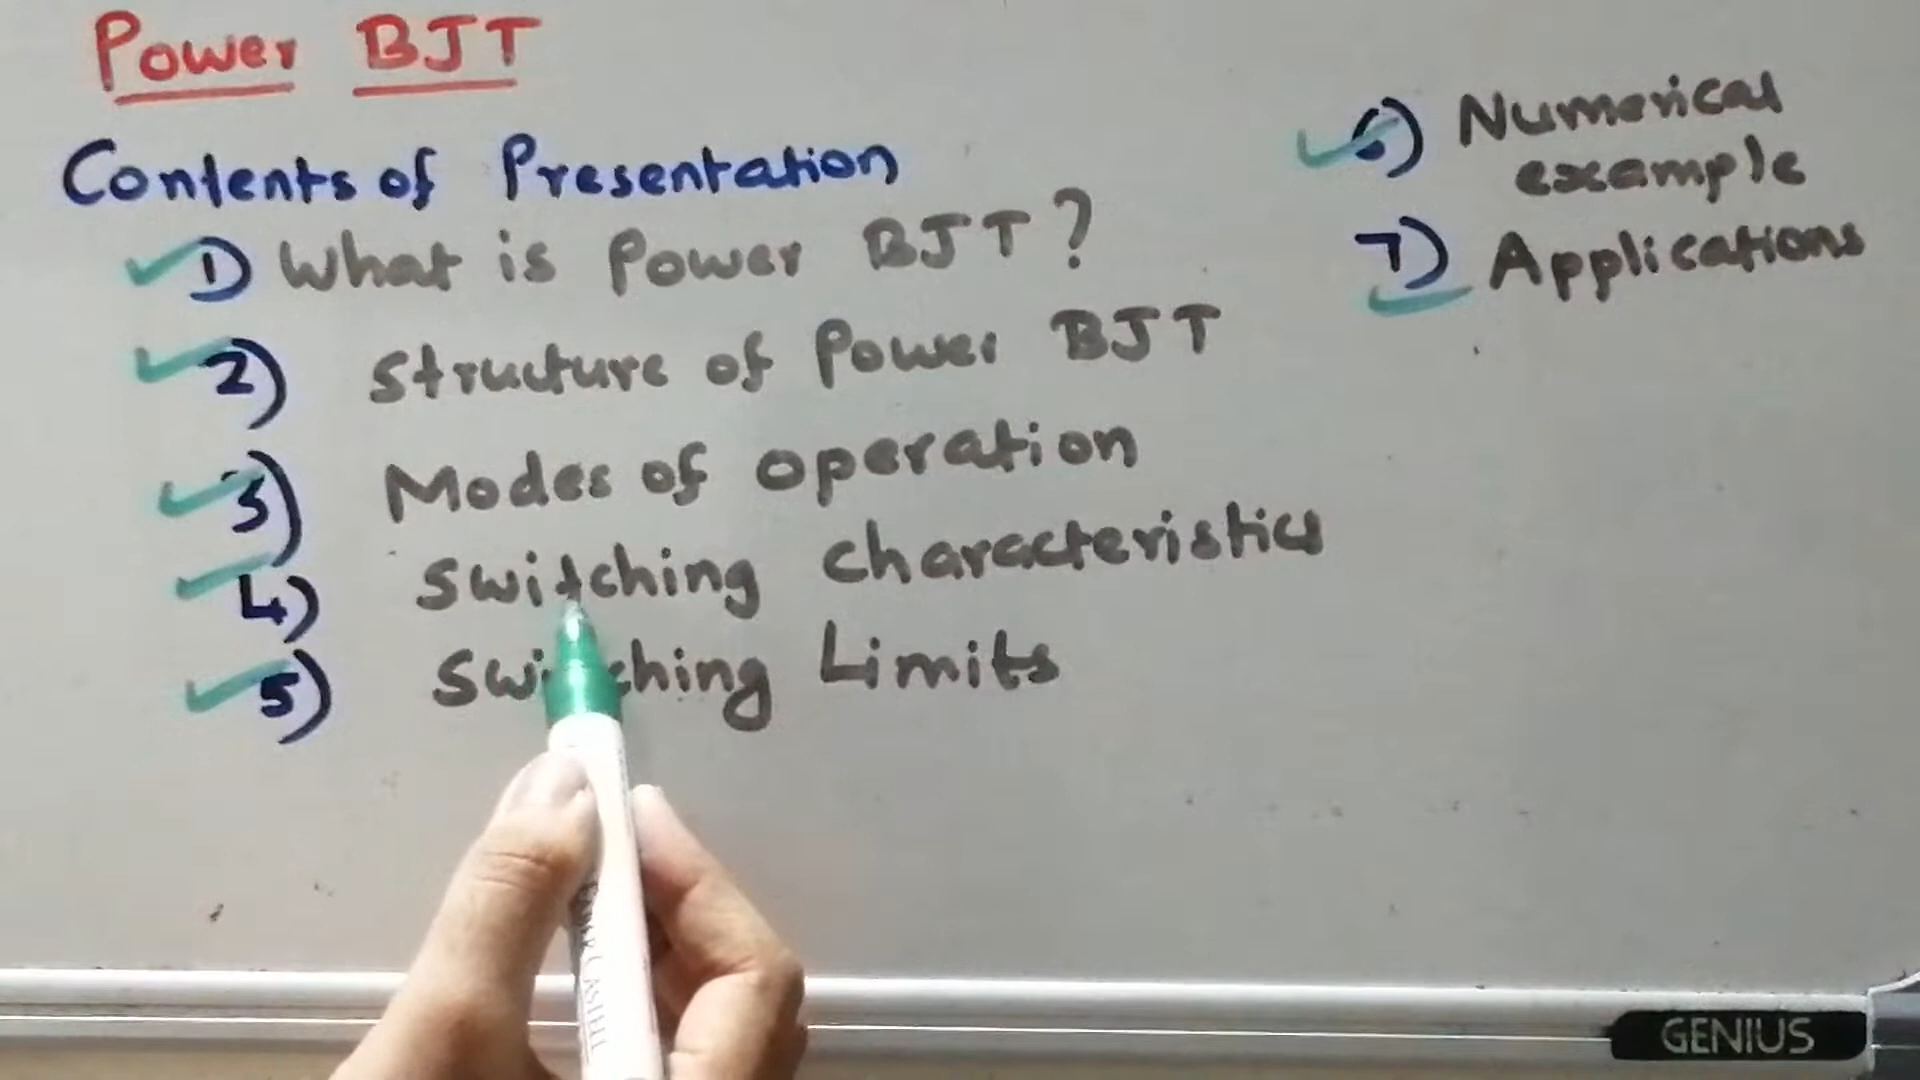 Power BJT
Contents of Presentation
1) What is Power BJT?
2) Structure of Power BJT
3) Modes of operation
4) Switching characteristics
5) Switching Limits
6) Numerical
example
7) Applications
GENIUS